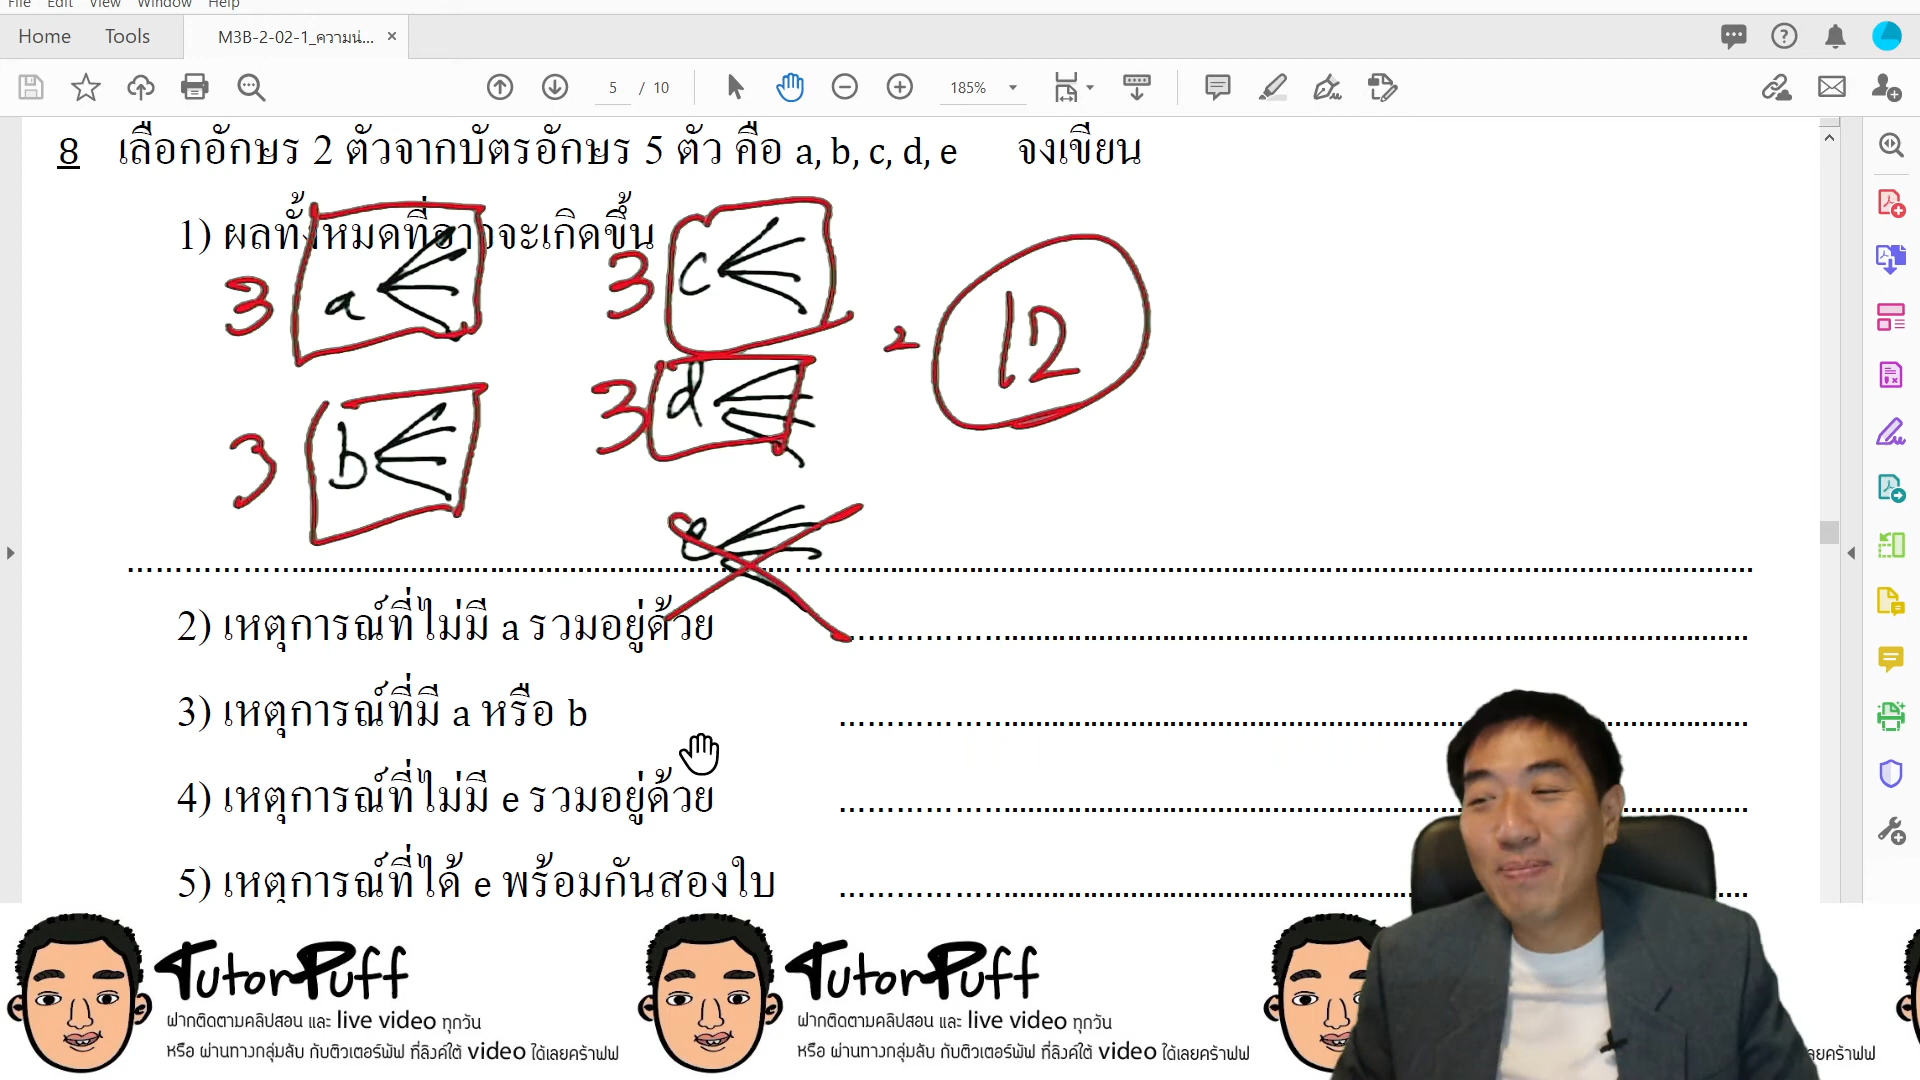 File Edit View Window Help
Home Tools M3B-2-02-1_ความน่... ×
5 / 10 185%
8 เลือกอักษร 2 ตัวจากบัตรอักษร 5 ตัว คือ a, b, c, d, e จงเขียน
1) ผลทั้งหมดที่อาจจะเกิดขึ้น
3 a 3 c
= 12
3 b 3 d
e
2) เหตุการณ์ที่ไม่มี a รวมอยู่ด้วย
3) เหตุการณ์ที่มี a หรือ b
4) เหตุการณ์ที่ไม่มี e รวมอยู่ด้วย
5) เหตุการณ์ที่ได้ e พร้อมกันสองใบ
TutorPuff TutorPuff
ฝากติดตามคลิปสอน และ live video ทุกวัน ฝากติดตามคลิปสอน และ live video ทุกวัน
หรือ ผ่านทางกลุ่มลับ กับติวเตอร์พัฟ ที่ลิงค์ใต้ video ได้เลยคร้าฟฟ หรือ ผ่านทางกลุ่มลับ กับติวเตอร์พัฟ ที่ลิงค์ใต้ video ได้เลยคร้าฟฟ ลยคร้าฟฟ